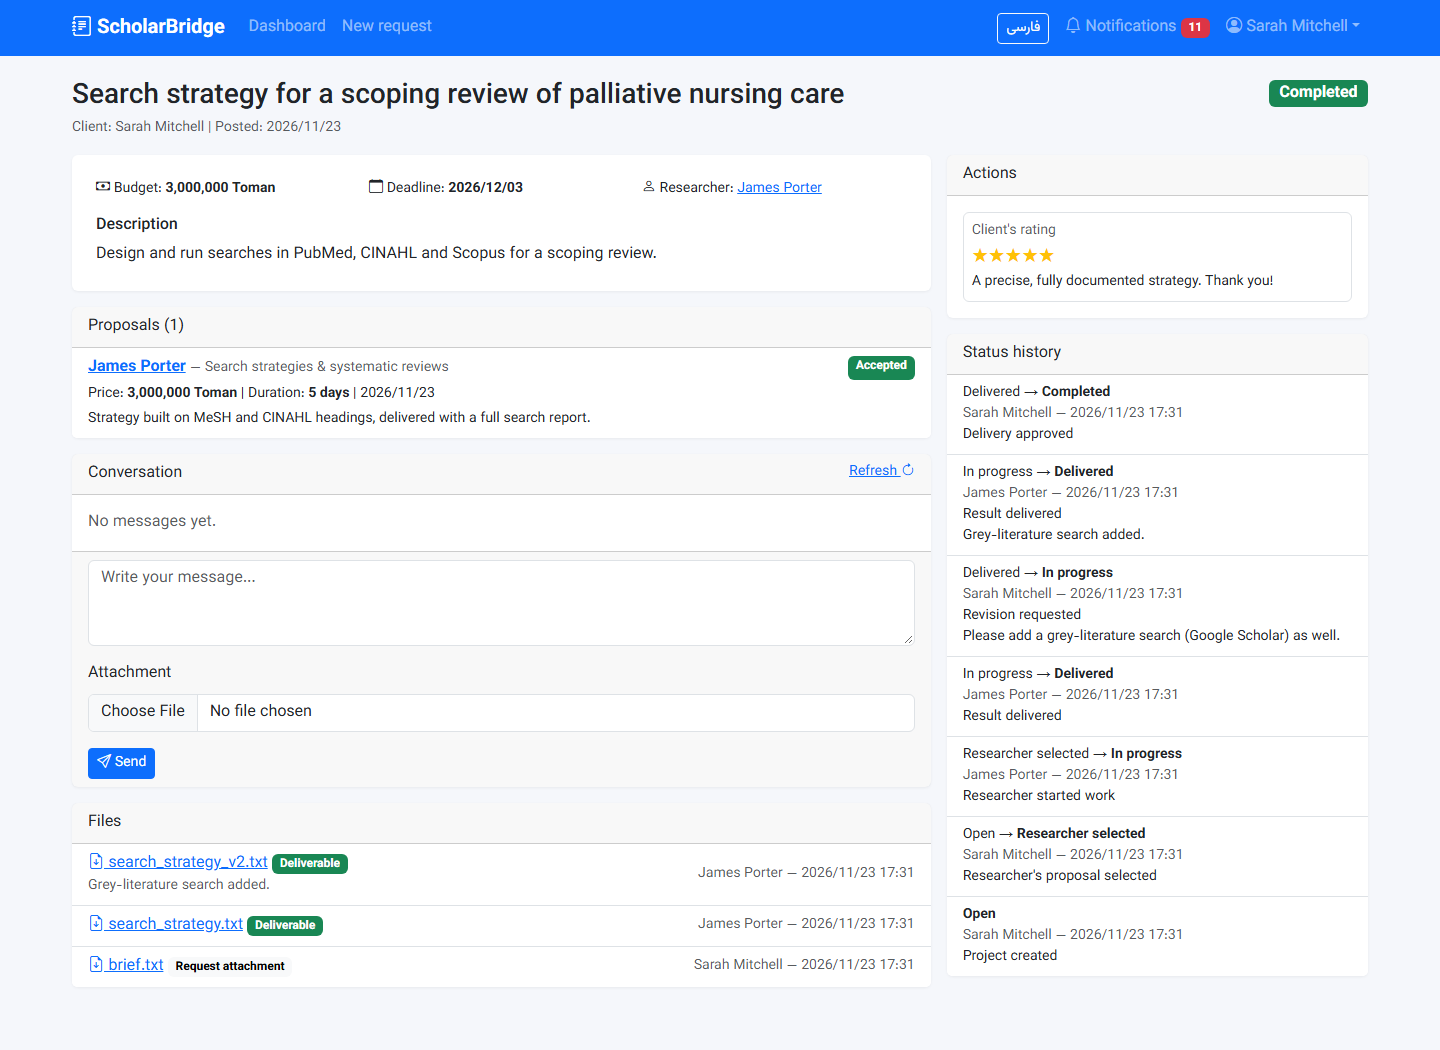 ScholarBridge Dashboard New request فارسی Notifications 11 Sarah Mitchell
Search strategy for a scoping review of palliative nursing care
Completed
Client: Sarah Mitchell | Posted: 2026/11/23
Budget: 3,000,000 Toman
Deadline: 2026/12/03
Researcher: James Porter
Description
Design and run searches in PubMed, CINAHL and Scopus for a scoping review.
Proposals (1)
James Porter — Search strategies & systematic reviews
Accepted
Price: 3,000,000 Toman | Duration: 5 days | 2026/11/23
Strategy built on MeSH and CINAHL headings, delivered with a full search report.
Conversation
Refresh
No messages yet.
Write your message...
Attachment
Choose File No file chosen
Send
Files
search_strategy_v2.txt Deliverable
Grey-literature search added.
James Porter — 2026/11/23 17:31
search_strategy.txt Deliverable
James Porter — 2026/11/23 17:31
brief.txt Request attachment
Sarah Mitchell — 2026/11/23 17:31
Actions
Client's rating
★★★★★
A precise, fully documented strategy. Thank you!
Status history
Delivered → Completed
Sarah Mitchell — 2026/11/23 17:31
Delivery approved
In progress → Delivered
James Porter — 2026/11/23 17:31
Result delivered
Grey-literature search added.
Delivered → In progress
Sarah Mitchell — 2026/11/23 17:31
Revision requested
Please add a grey-literature search (Google Scholar) as well.
In progress → Delivered
James Porter — 2026/11/23 17:31
Result delivered
Researcher selected → In progress
James Porter — 2026/11/23 17:31
Researcher started work
Open → Researcher selected
Sarah Mitchell — 2026/11/23 17:31
Researcher's proposal selected
Open
Sarah Mitchell — 2026/11/23 17:31
Project created